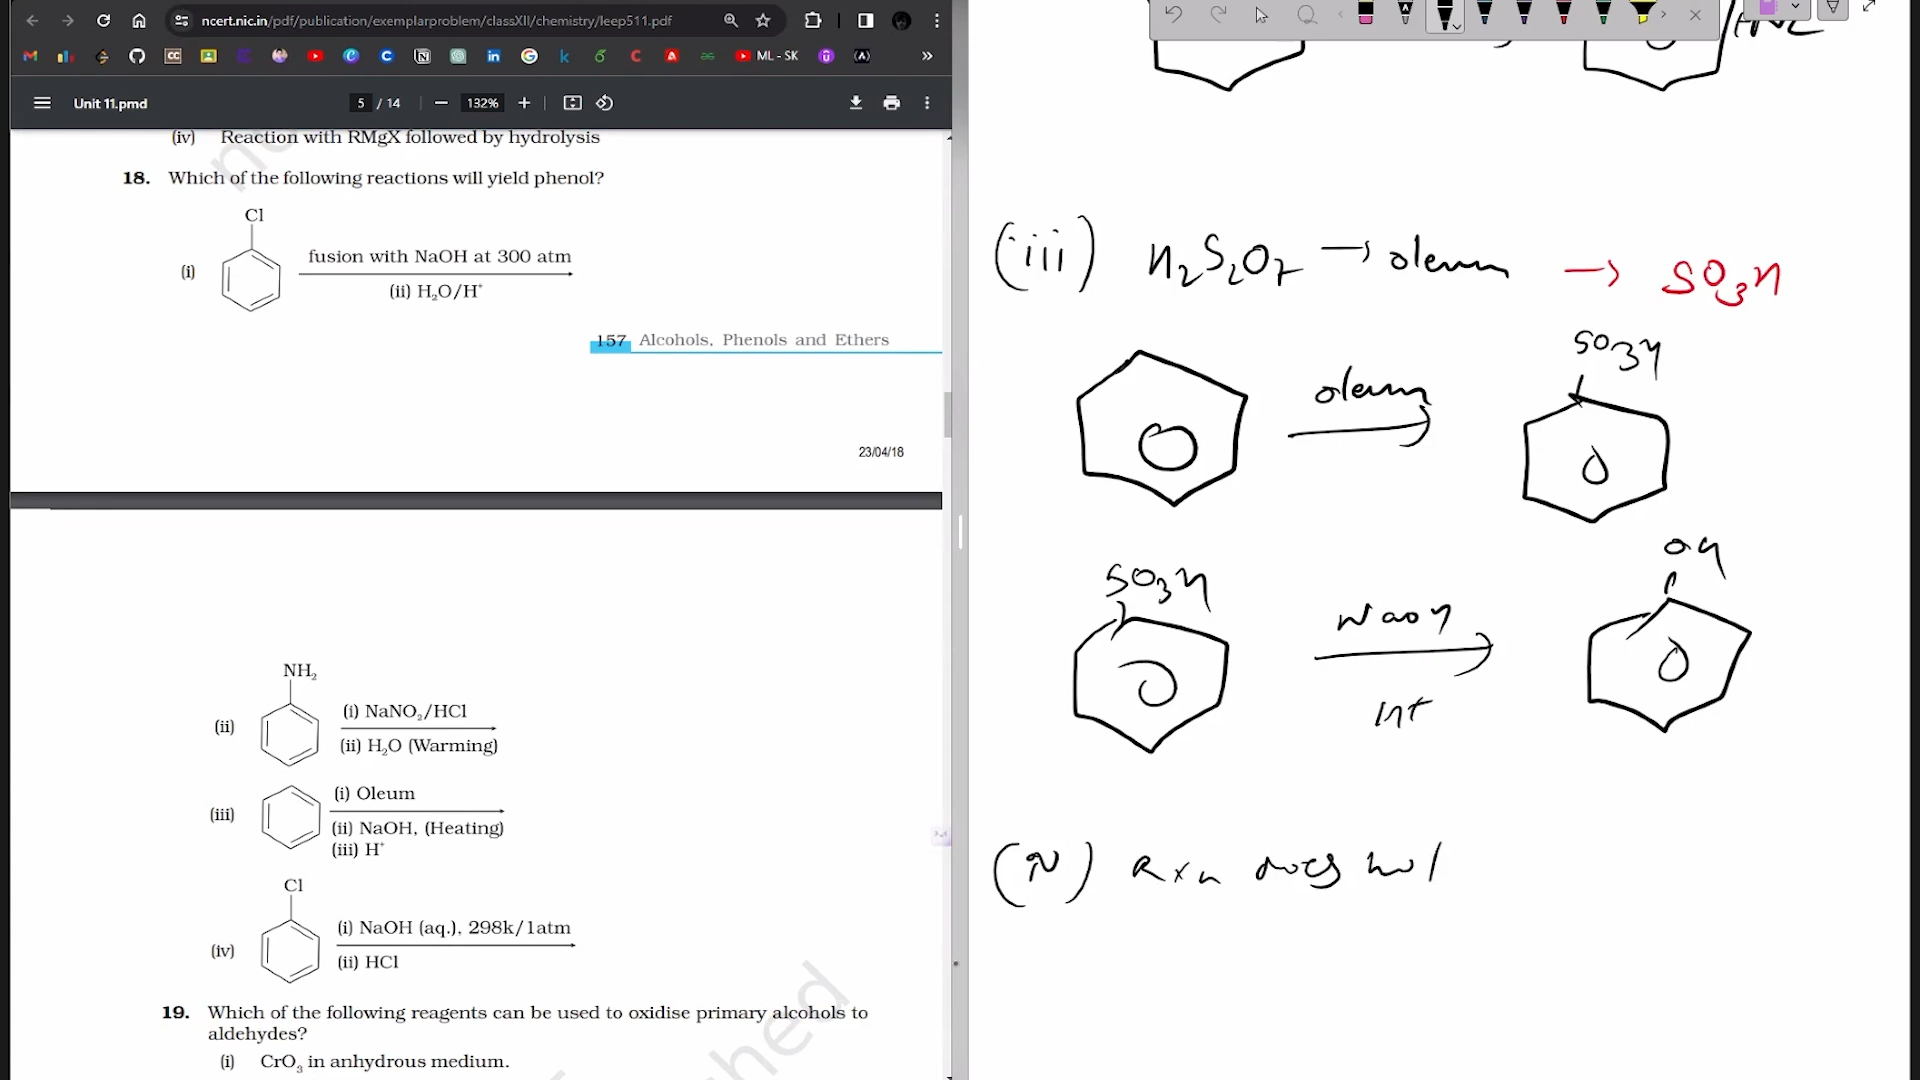 ncert.nic.in/pdf/publication/exemplarproblem/classXII/chemistry/leep511.pdf
ML - SK
Unit 11.pmd
5 / 14
132%
(iv) Reaction with RMgX followed by hydrolysis
18. Which of the following reactions will yield phenol?
Cl
(i)
fusion with NaOH at 300 atm
(ii) H₂O/H⁺
157 Alcohols, Phenols and Ethers
23/04/18
NH₂
(ii)
(i) NaNO₂/HCl
(ii) H₂O (Warming)
(iii)
(i) Oleum
(ii) NaOH, (Heating)
(iii) H⁺
Cl
(iv)
(i) NaOH (aq.), 298k/1atm
(ii) HCl
19. Which of the following reagents can be used to oxidise primary alcohols to
aldehydes?
(i) CrO₃ in anhydrous medium.
shed
(iii) H₂S₂O₇ → oleum → SO₃H
oleum
SO₃H
SO₃H
NaOH
H+
OH
(iv) Rxn does not